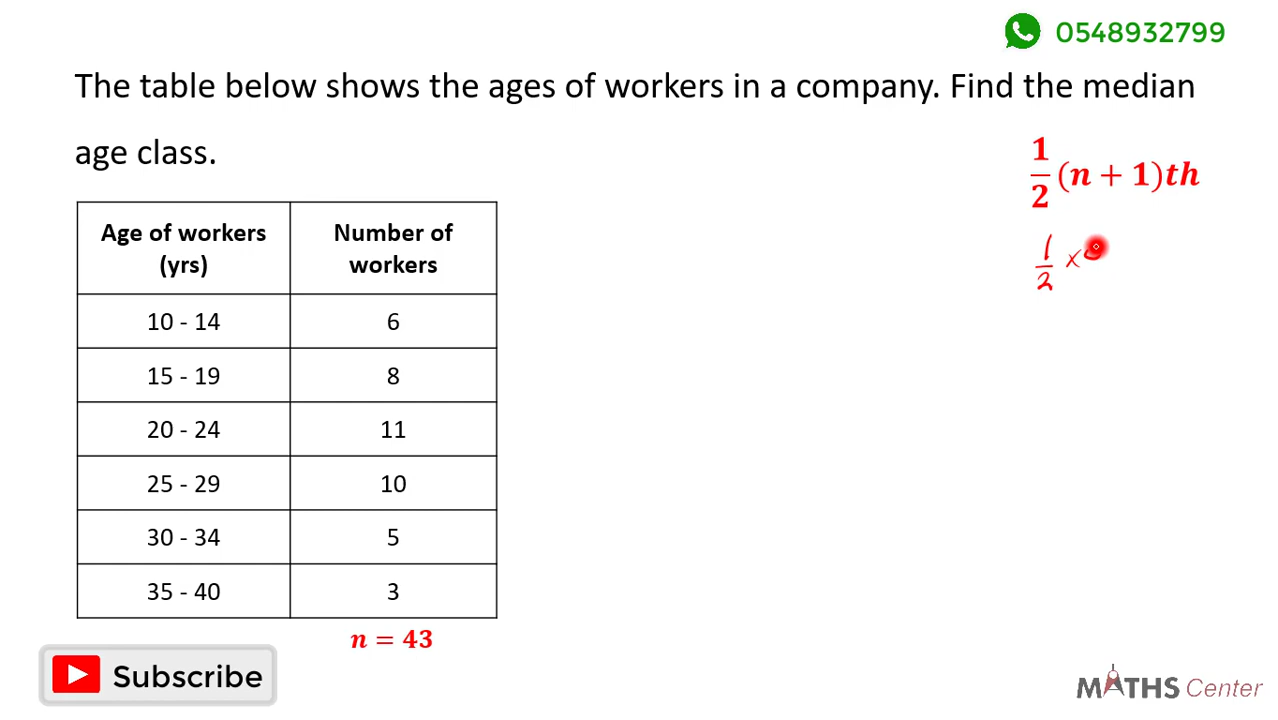 0548932799
The table below shows the ages of workers in a company. Find the median
age class.
1/2 (n + 1)th
1/2 ×
Age of workers (yrs) Number of workers
10 - 14 6
15 - 19 8
20 - 24 11
25 - 29 10
30 - 34 5
35 - 40 3
n = 43
Subscribe
MATHS Center